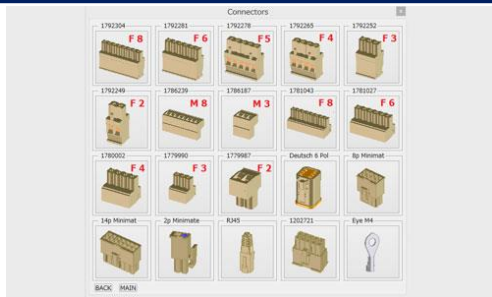 Connectors
1792304 1792281 1792278 1792265 1792252
F 8 F 6 F5 F 4 F 3
1792249 1786239 1786187 1781043 1781027
F 2 M 8 M 3 F 8 F 6
1780002 1779990 1779987 Deutsch 6 Pol 8p Minimat
F 4 F 3 F 2
14p Minimat 2p Minimate RJ45 1202721 Eye M4
BACK MAIN